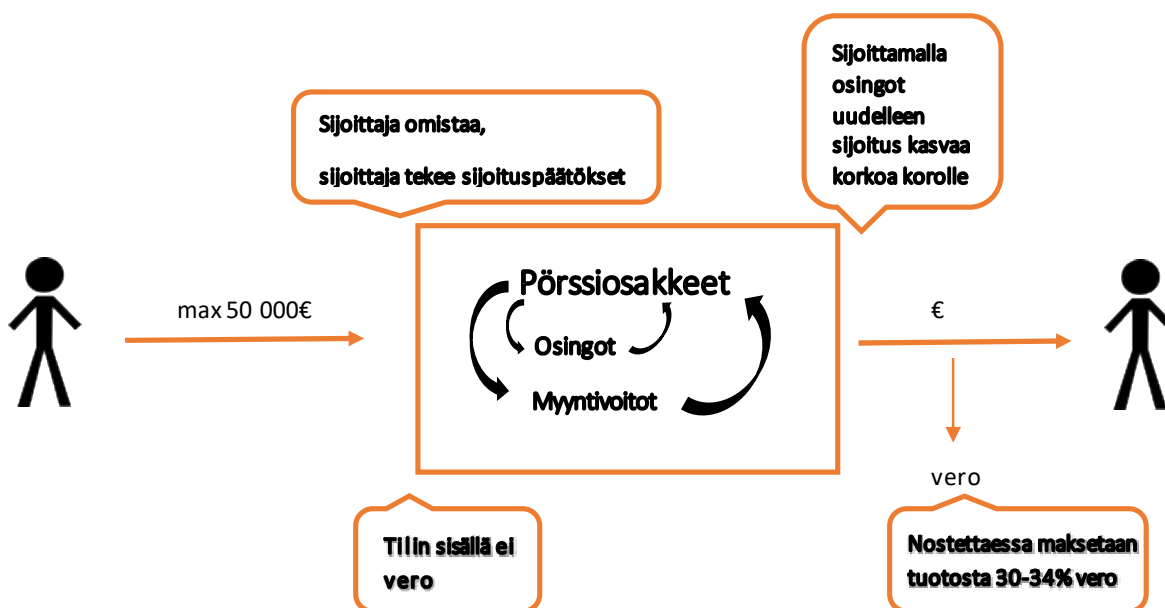 Sijoittamalla
osingot
uudelleen
sijoitus kasvaa
korkoa korolle
Sijoittaja omistaa,
sijoittaja tekee sijoituspäätökset
max 50 000€
Pörssiosakkeet
Osingot
Myyntivoitot
€
vero
Tilin sisällä ei
vero
Nostettaessa maksetaan
tuotosta 30-34% vero